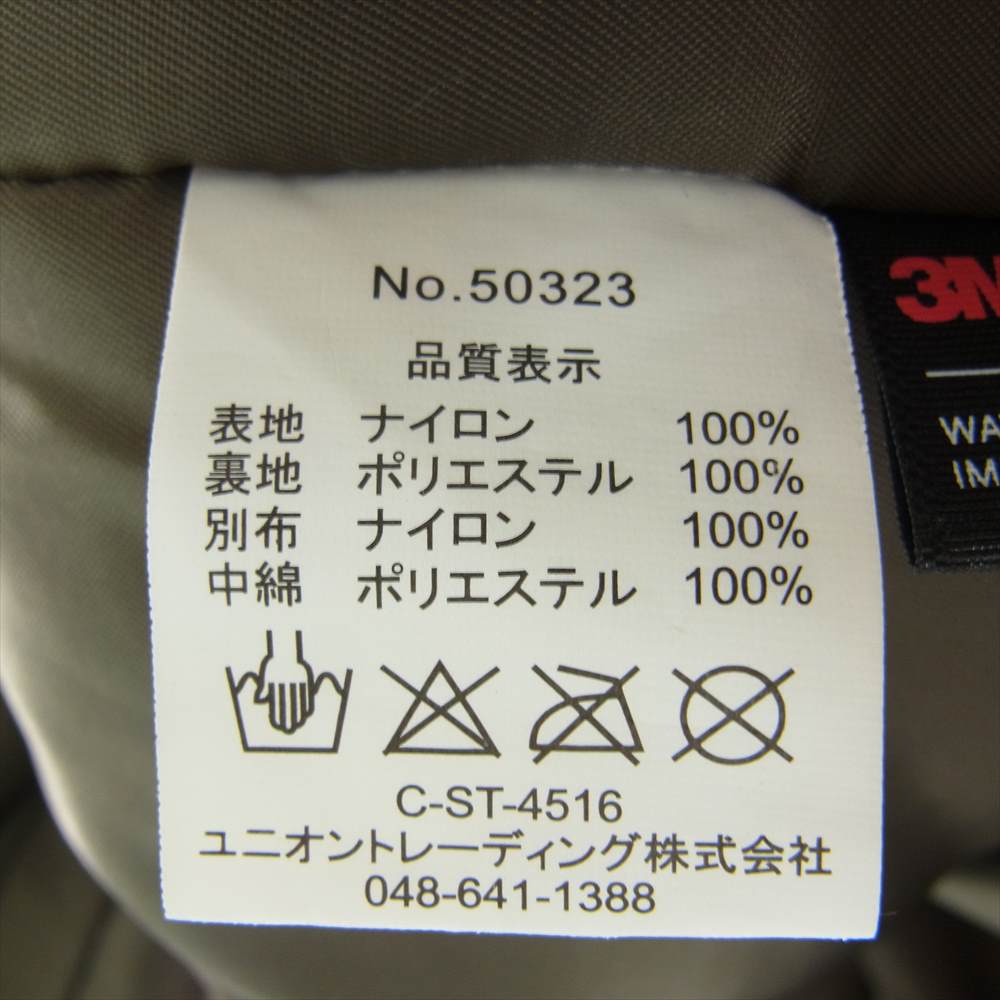 No.50323
品質表示
表地 ナイロン 100%
裏地 ポリエステル 100%
別布 ナイロン 100%
中綿 ポリエステル 100%
C-ST-4516
ユニオントレーディング株式会社
048-641-1388
3M
WA
IM